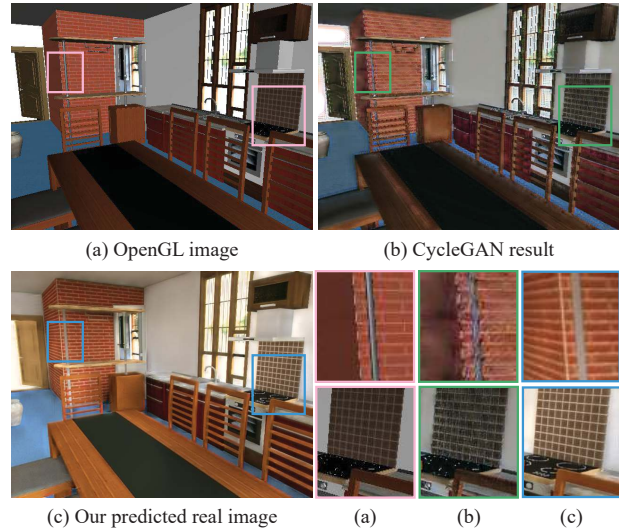 (a) OpenGL image
(b) CycleGAN result
(c) Our predicted real image
(a)
(b)
(c)